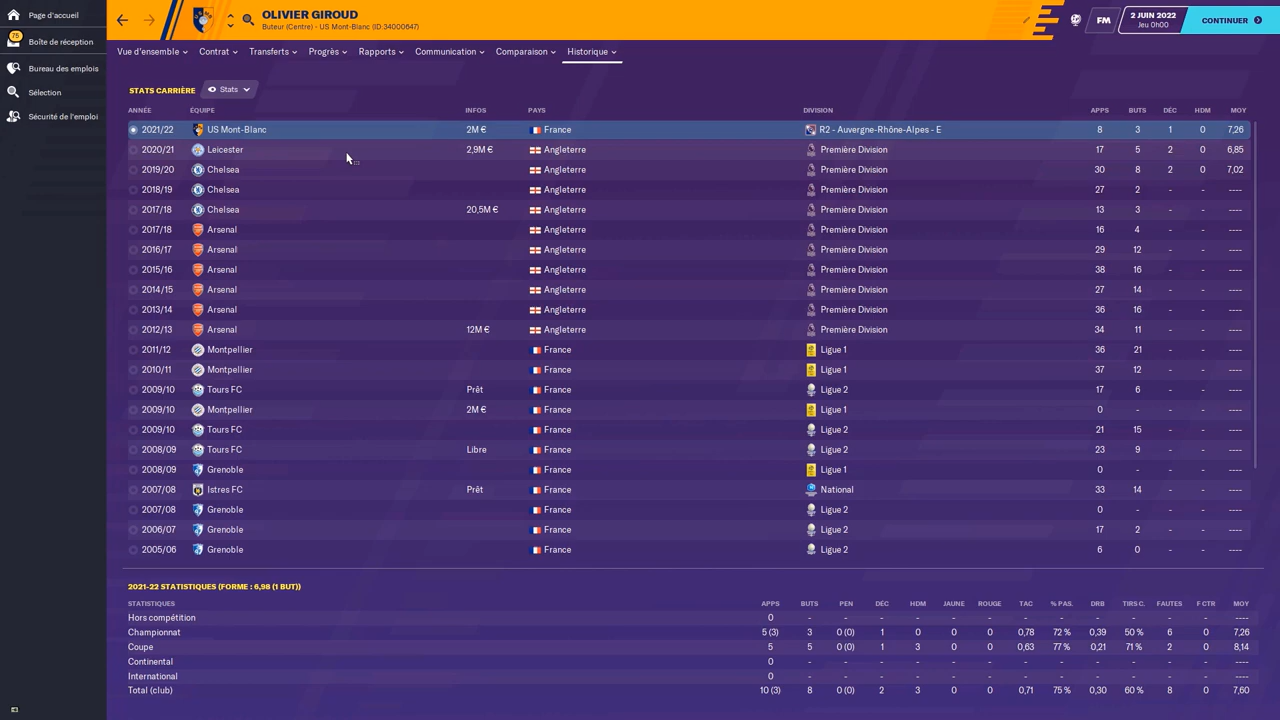 Page d'accueil
75
Boîte de réception
Bureau des emplois
Sélection
Sécurité de l'emploi
OLIVIER GIROUD
Buteur (Centre) - US Mont-Blanc (ID:34000647)
FM
2 JUIN 2022
Jeu 0h00
CONTINUER
Vue d'ensemble Contrat Transferts Progrès Rapports Communication Comparaison Historique
STATS CARRIÈRE Stats
ANNÉE ÉQUIPE INFOS PAYS DIVISION APPS BUTS DÉC HDM MOY
2021/22 US Mont-Blanc 2M € France R2 - Auvergne-Rhône-Alpes - E 8 3 1 0 7,26
2020/21 Leicester 2,9M € Angleterre Première Division 17 5 2 0 6,85
2019/20 Chelsea Angleterre Première Division 30 8 2 0 7,02
2018/19 Chelsea Angleterre Première Division 27 2 - - ----
2017/18 Chelsea 20,5M € Angleterre Première Division 13 3 - - ----
2017/18 Arsenal Angleterre Première Division 16 4 - - ----
2016/17 Arsenal Angleterre Première Division 29 12 - - ----
2015/16 Arsenal Angleterre Première Division 38 16 - - ----
2014/15 Arsenal Angleterre Première Division 27 14 - - ----
2013/14 Arsenal Angleterre Première Division 36 16 - - ----
2012/13 Arsenal 12M € Angleterre Première Division 34 11 - - ----
2011/12 Montpellier France Ligue 1 36 21 - - ----
2010/11 Montpellier France Ligue 1 37 12 - - ----
2009/10 Tours FC Prêt France Ligue 2 17 6 - - ----
2009/10 Montpellier 2M € France Ligue 1 0 - - - ----
2009/10 Tours FC France Ligue 2 21 15 - - ----
2008/09 Tours FC Libre France Ligue 2 23 9 - - ----
2008/09 Grenoble France Ligue 1 0 - - - ----
2007/08 Istres FC Prêt France National 33 14 - - ----
2007/08 Grenoble France Ligue 2 0 - - - ----
2006/07 Grenoble France Ligue 2 17 2 - - ----
2005/06 Grenoble France Ligue 2 6 0 - - ----
2021-22 STATISTIQUES (FORME : 6,98 (1 BUT))
STATISTIQUES APPS BUTS PEN DÉC HDM JAUNE ROUGE TAC % PAS. DRB TIRS C. FAUTES F CTR MOY
Hors compétition 0 - - - - - - - - - - - - ----
Championnat 5 (3) 3 0 (0) 1 0 0 0 0,78 72 % 0,39 50 % 6 0 7,26
Coupe 5 5 0 (0) 1 3 0 0 0,63 77 % 0,21 71 % 2 0 8,14
Continental 0 - - - - - - - - - - - - ----
International 0 - - - - - - - - - - - - ----
Total (club) 10 (3) 8 0 (0) 2 3 0 0 0,71 75 % 0,30 60 % 8 0 7,60